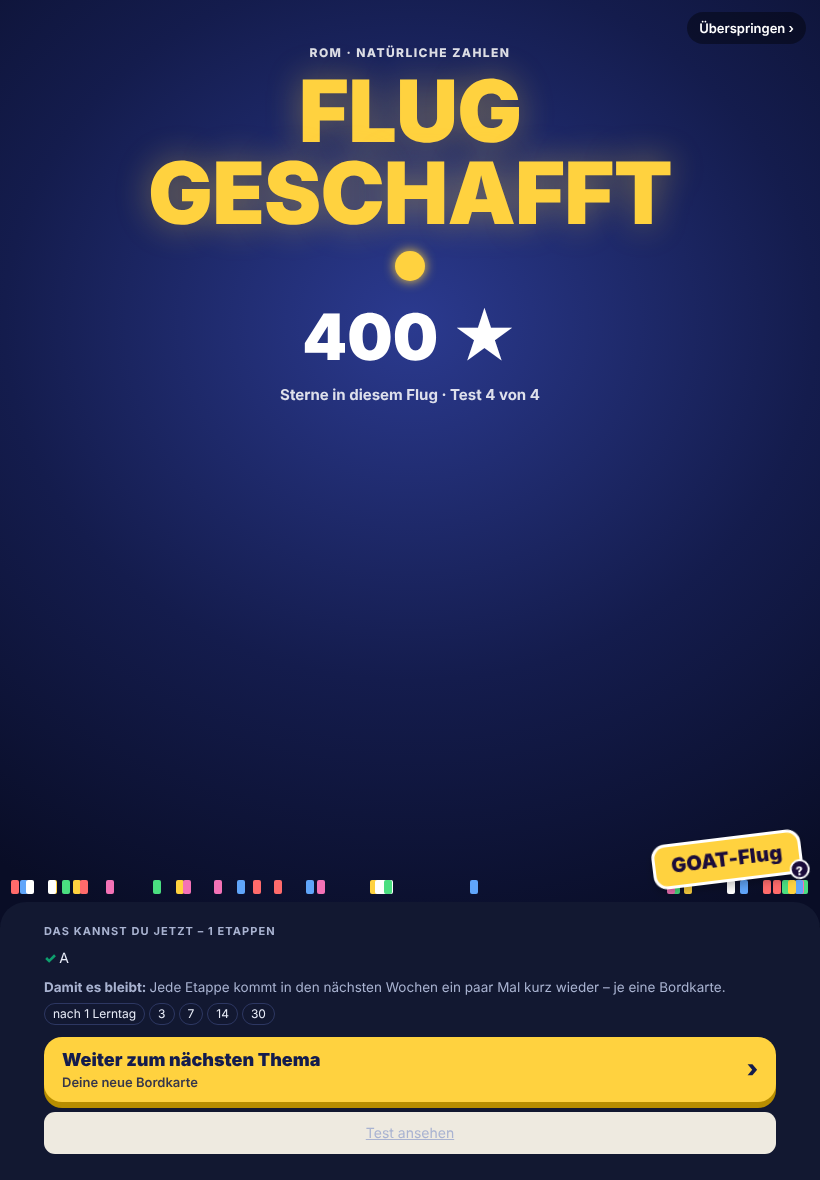 Überspringen ›
ROM · NATÜRLICHE ZAHLEN
FLUG
GESCHAFFT
400 ★
Sterne in diesem Flug · Test 4 von 4
GOAT-Flug
?
DAS KANNST DU JETZT – 1 ETAPPEN
✓ A
Damit es bleibt: Jede Etappe kommt in den nächsten Wochen ein paar Mal kurz wieder – je eine Bordkarte.
nach 1 Lerntag 3 7 14 30
Weiter zum nächsten Thema ›
Deine neue Bordkarte
Test ansehen